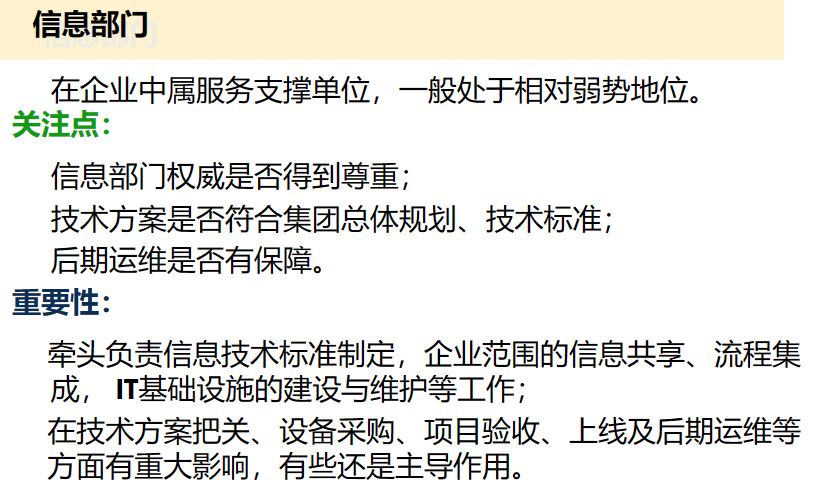 信息部门
在企业中属服务支撑单位，一般处于相对弱势地位。
关注点：
信息部门权威是否得到尊重；
技术方案是否符合集团总体规划、技术标准；
后期运维是否有保障。
重要性：
牵头负责信息技术标准制定，企业范围的信息共享、流程集
成， IT基础设施的建设与维护等工作；
在技术方案把关、设备采购、项目验收、上线及后期运维等
方面有重大影响，有些还是主导作用。